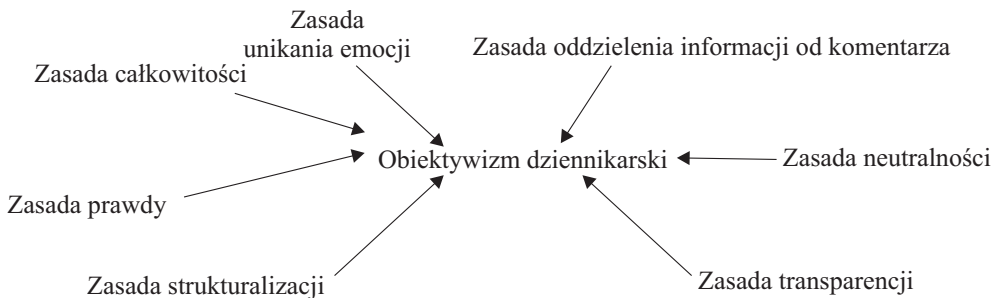 Zasada
unikania emocji
Zasada oddzielenia informacji od komentarza
Zasada całkowitości
Obiektywizm dziennikarski
Zasada neutralności
Zasada prawdy
Zasada strukturalizacji
Zasada transparencji